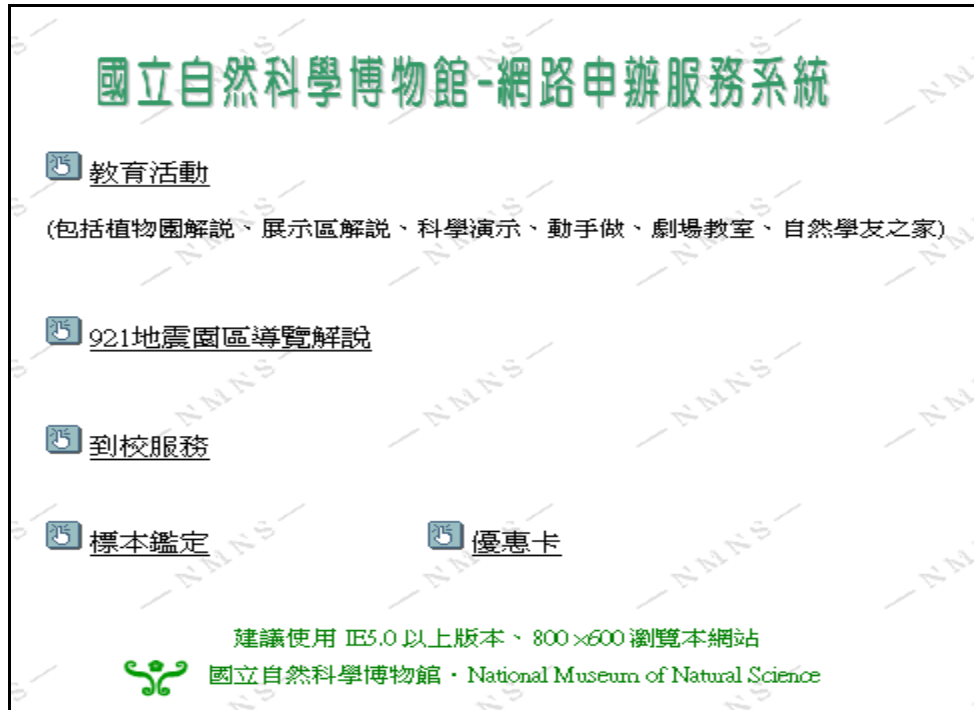 國立自然科學博物館-網路申辦服務系統
教育活動
(包括植物園解說、展示區解說、科學演示、動手做、劇場教室、自然學友之家)
921地震園區導覽解說
到校服務
標本鑑定 優惠卡
建議使用 IE5.0 以上版本、800×600 瀏覽本網站
國立自然科學博物館．National Museum of Natural Science
NMNS